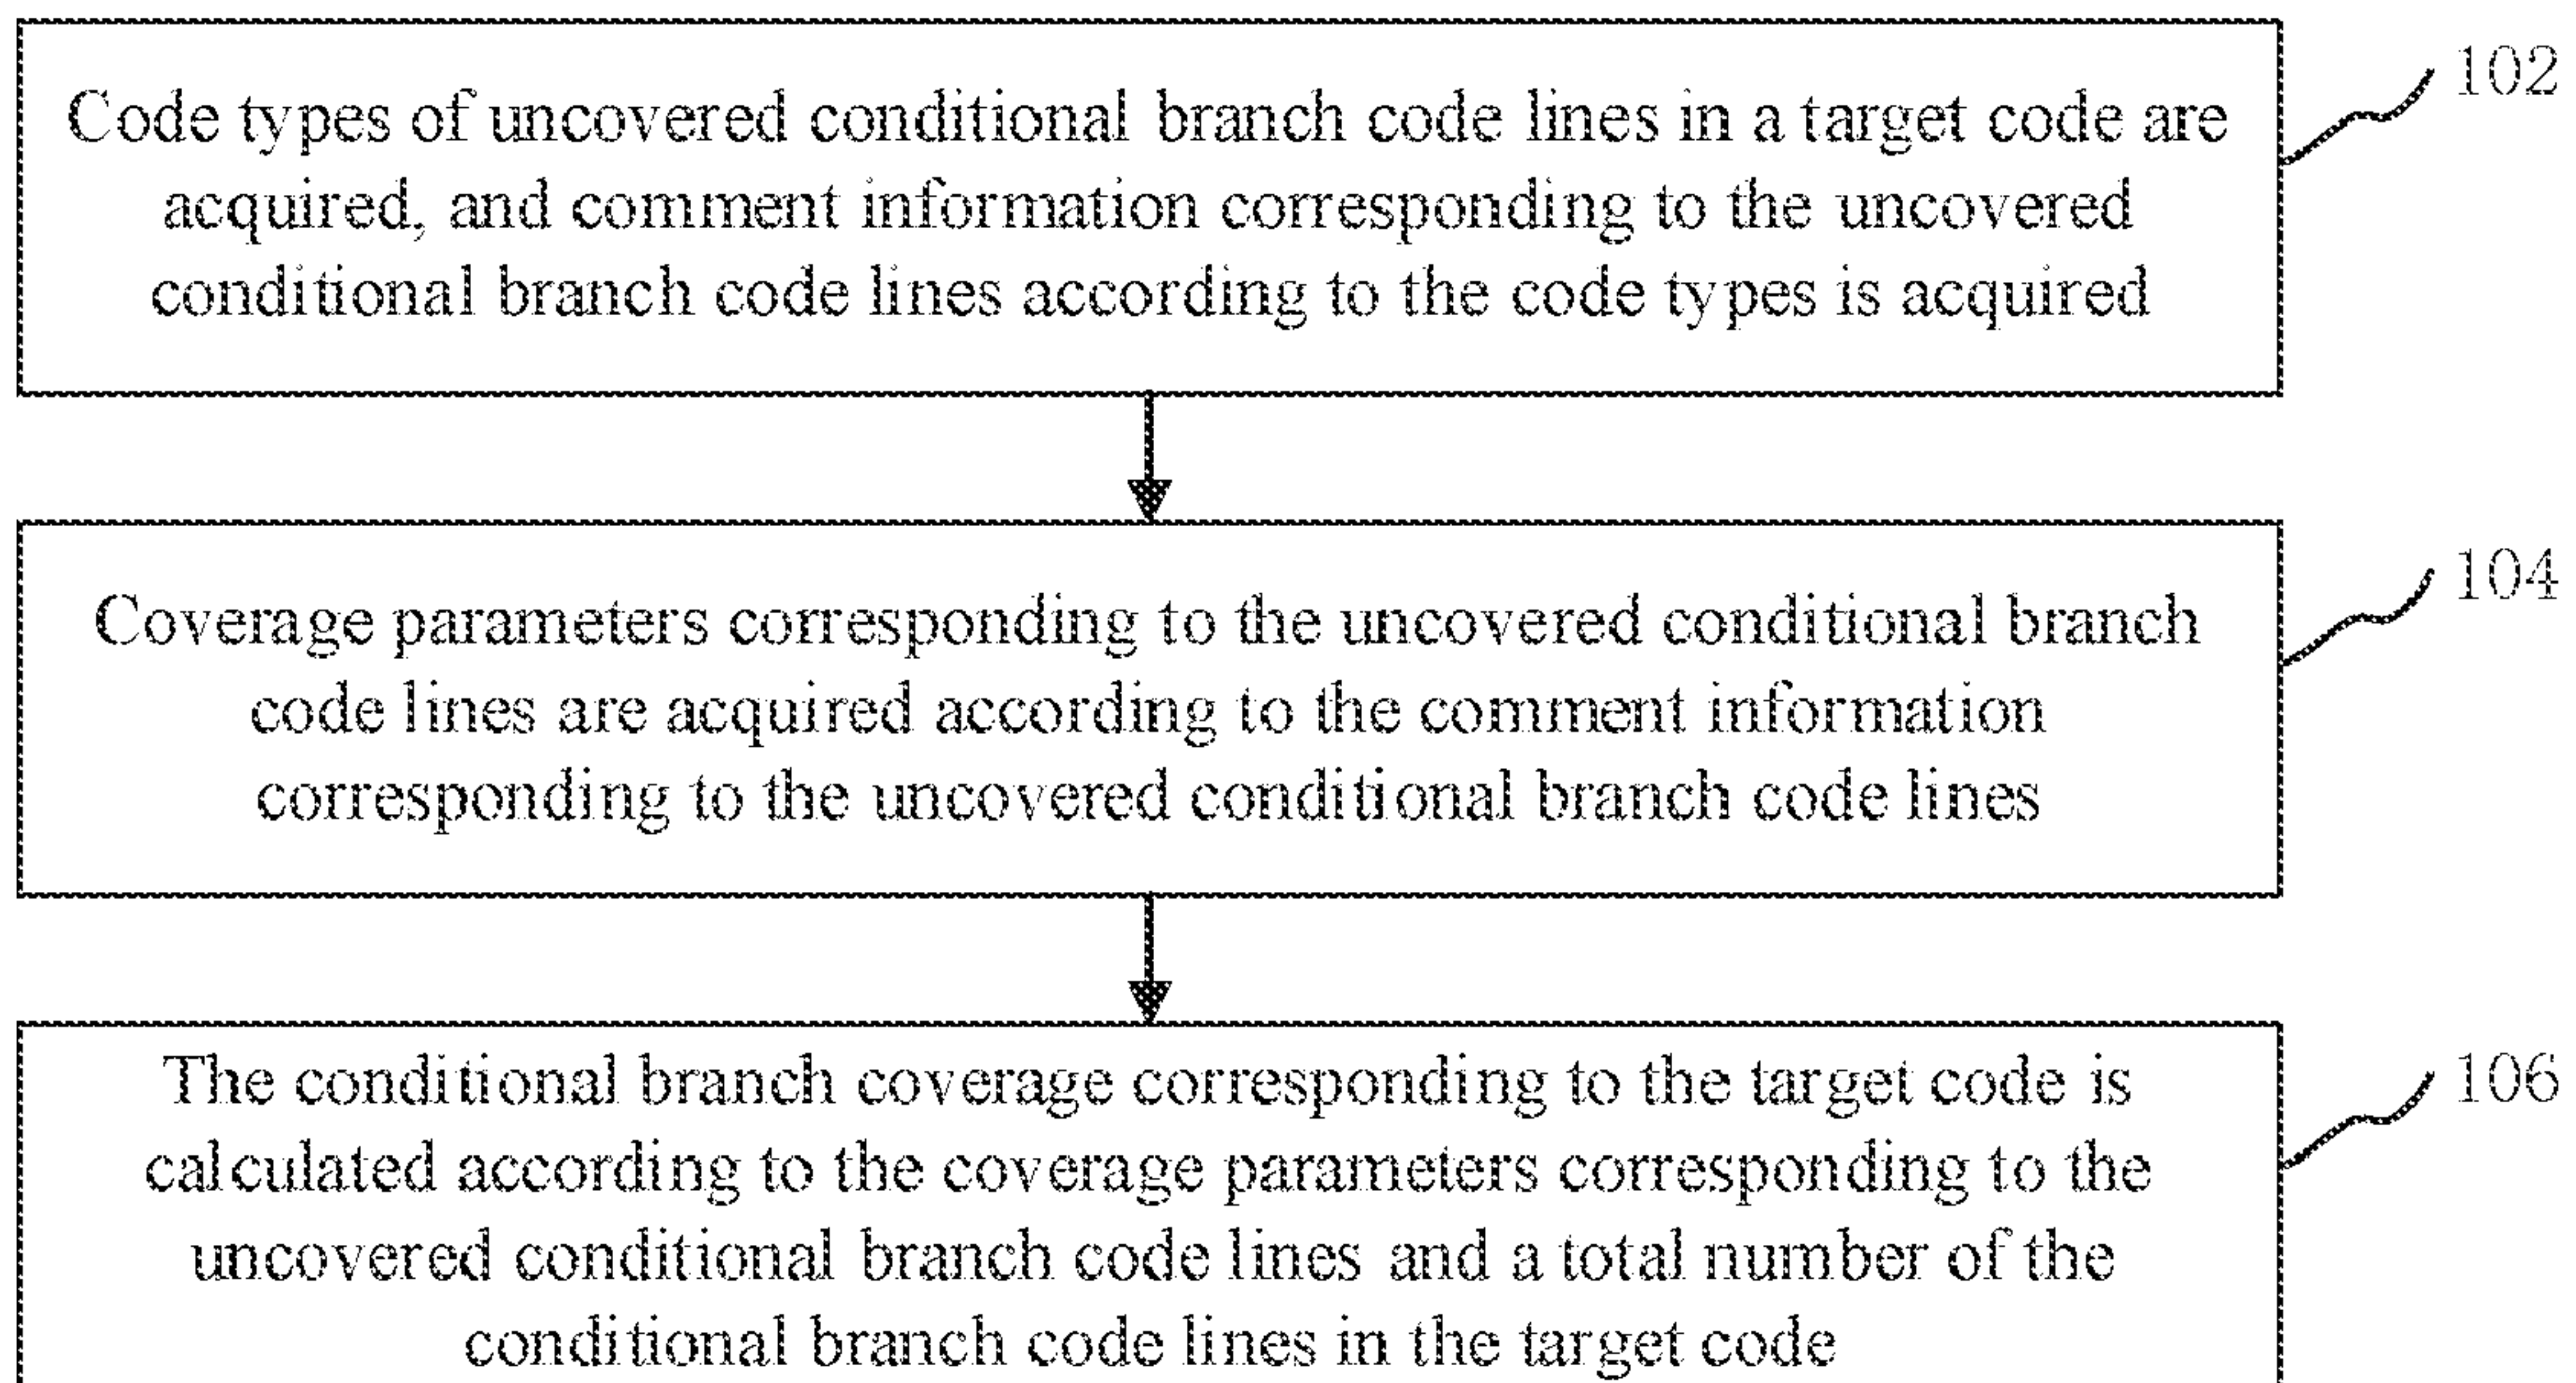 Code types of uncovered conditional branch code lines in a target code are
acquired, and comment information corresponding to the uncovered
conditional branch code lines according to the code types is acquired
102
Coverage parameters corresponding to the uncovered conditional branch
code lines are acquired according to the comment information
corresponding to the uncovered conditional branch code lines
104
The conditional branch coverage corresponding to the target code is
calculated according to the coverage parameters corresponding to the
uncovered conditional branch code lines and a total number of the
conditional branch code lines in the target code
106